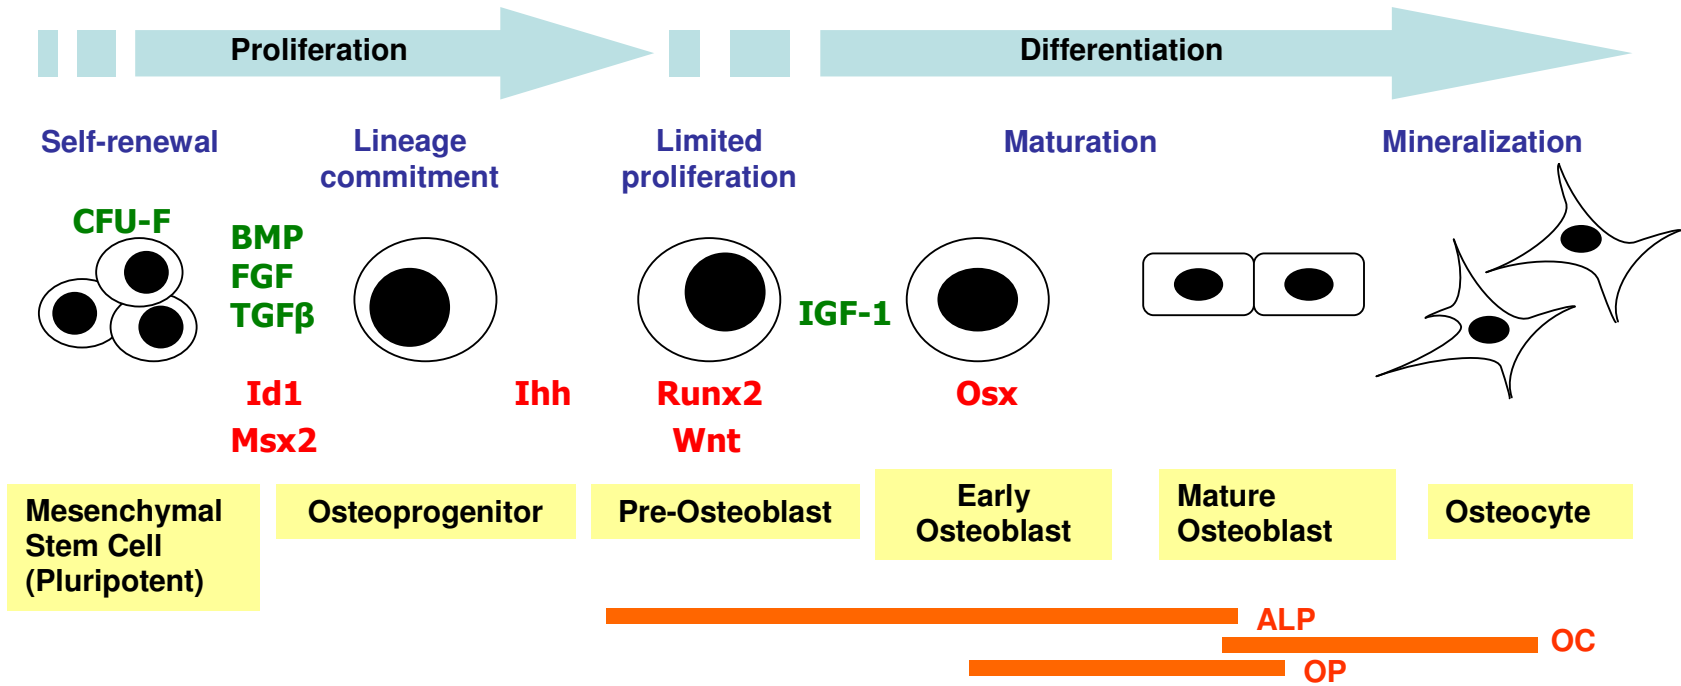 Proliferation
Differentiation
Self-renewal
Lineage
commitment
Limited
proliferation
Maturation
Mineralization
CFU-F
BMP
FGF
TGFβ
IGF-1
Id1
Msx2
Ihh
Runx2
Wnt
Osx
Mesenchymal
Stem Cell
(Pluripotent)
Osteoprogenitor
Pre-Osteoblast
Early
Osteoblast
Mature
Osteoblast
Osteocyte
ALP
OC
OP